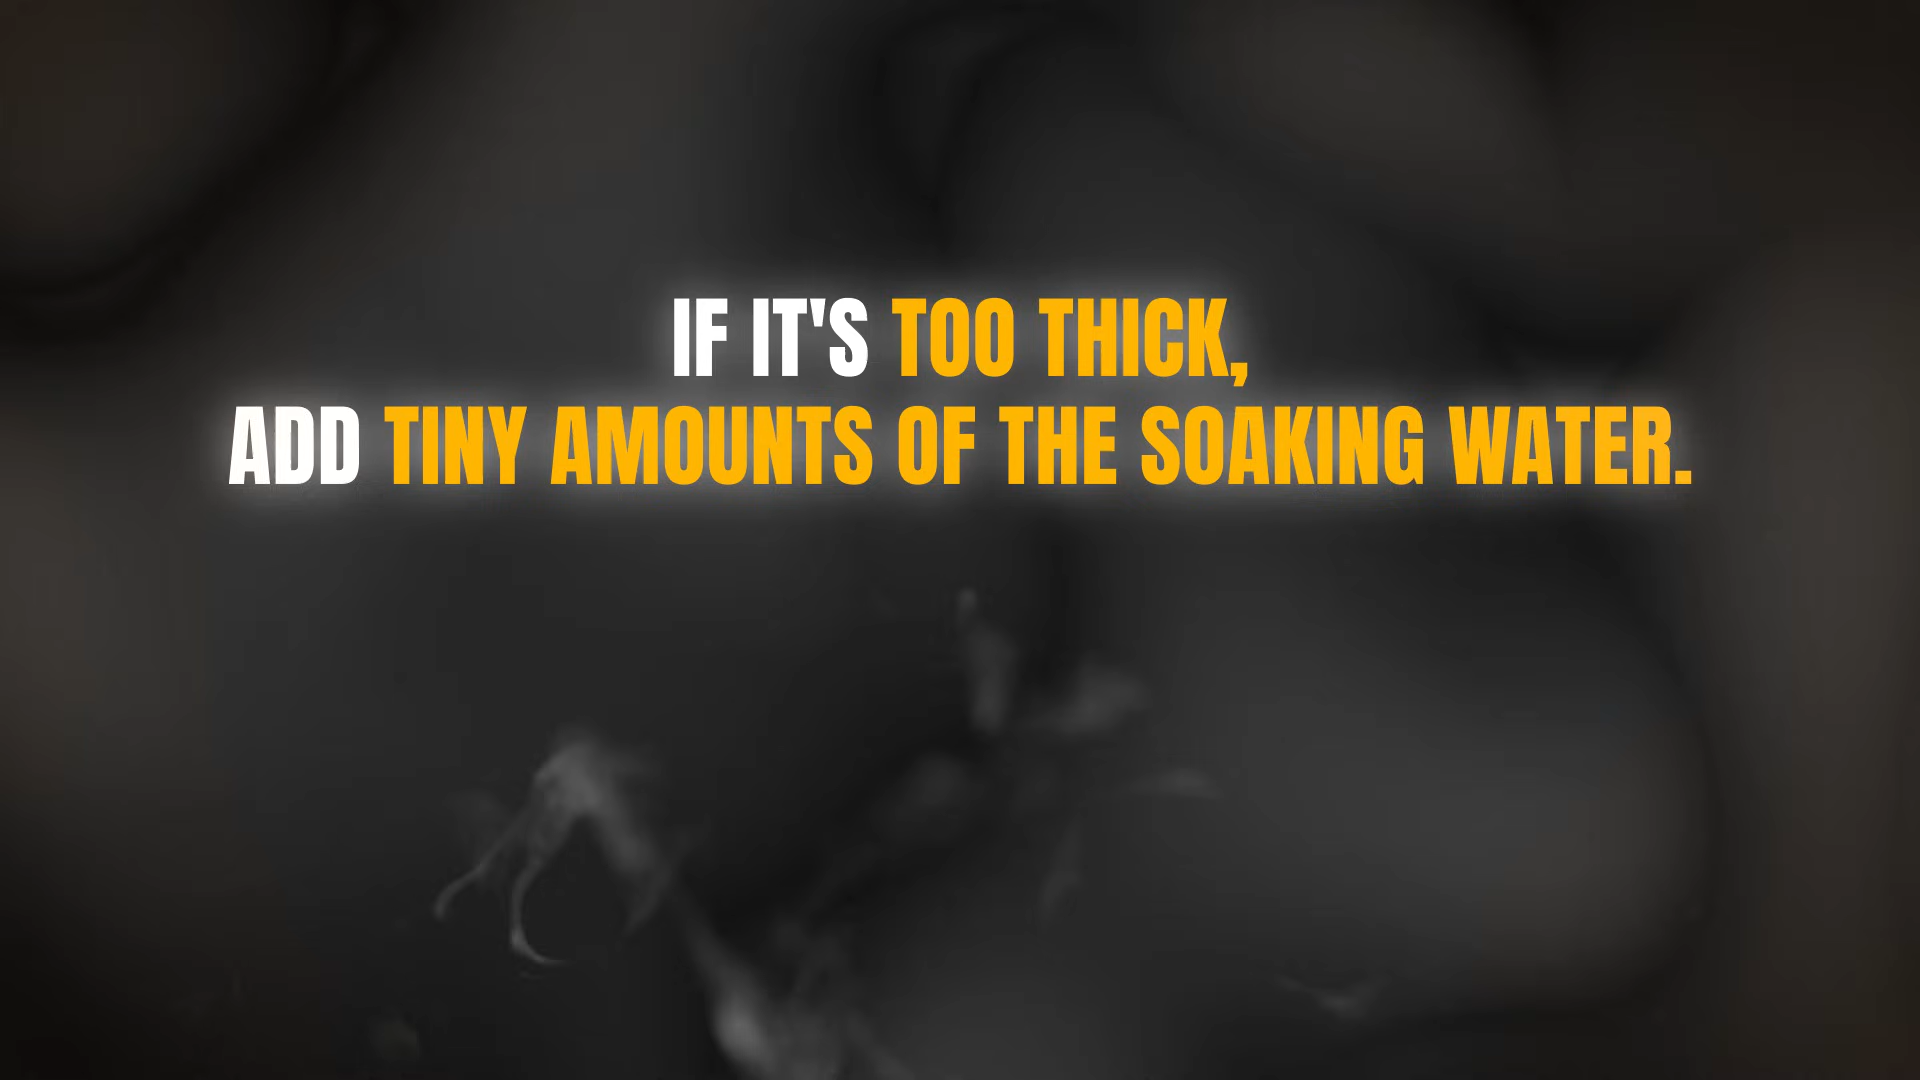 IF IT'S TOO THICK,
ADD TINY AMOUNTS OF THE SOAKING WATER.